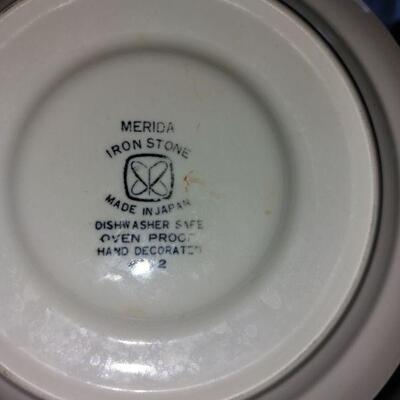 MERIDA
IRON STONE
MADE IN JAPAN
DISHWASHER SAFE
OVEN PROOF
HAND DECORATED